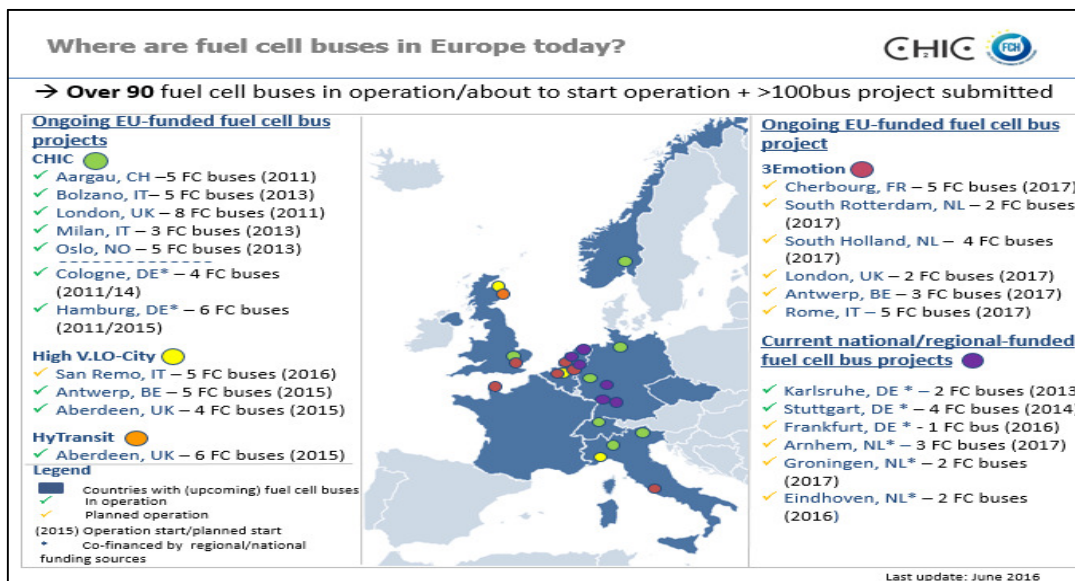 Where are fuel cell buses in Europe today?
CH2IC
FCH
→ Over 90 fuel cell buses in operation/about to start operation + >100bus project submitted
Ongoing EU-funded fuel cell bus
projects
CHIC
✓ Aargau, CH –5 FC buses (2011)
✓ Bolzano, IT– 5 FC buses (2013)
✓ London, UK – 8 FC buses (2011)
✓ Milan, IT – 3 FC buses (2013)
✓ Oslo, NO – 5 FC buses (2013)
--------------
✓ Cologne, DE* – 4 FC buses
(2011/14)
✓ Hamburg, DE* – 6 FC buses
(2011/2015)
High V.LO-City
✓ San Remo, IT – 5 FC buses (2016)
✓ Antwerp, BE – 5 FC buses (2015)
✓ Aberdeen, UK – 4 FC buses (2015)
HyTransit
✓ Aberdeen, UK – 6 FC buses (2015)
Legend
Countries with (upcoming) fuel cell buses
✓ In operation
✓ Planned operation
(2015) Operation start/planned start
* Co-financed by regional/national
funding sources
Ongoing EU-funded fuel cell bus
project
3Emotion
✓ Cherbourg, FR – 5 FC buses (2017)
✓ South Rotterdam, NL – 2 FC buses
(2017)
✓ South Holland, NL – 4 FC buses
(2017)
✓ London, UK – 2 FC buses (2017)
✓ Antwerp, BE – 3 FC buses (2017)
✓ Rome, IT – 5 FC buses (2017)
Current national/regional-funded
fuel cell bus projects
✓ Karlsruhe, DE * – 2 FC buses (2013
✓ Stuttgart, DE * – 4 FC buses (2014)
✓ Frankfurt, DE * - 1 FC bus (2016)
✓ Arnhem, NL* – 3 FC buses (2017)
✓ Groningen, NL* – 2 FC buses
(2017)
✓ Eindhoven, NL* – 2 FC buses
(2016)
Last update: June 2016